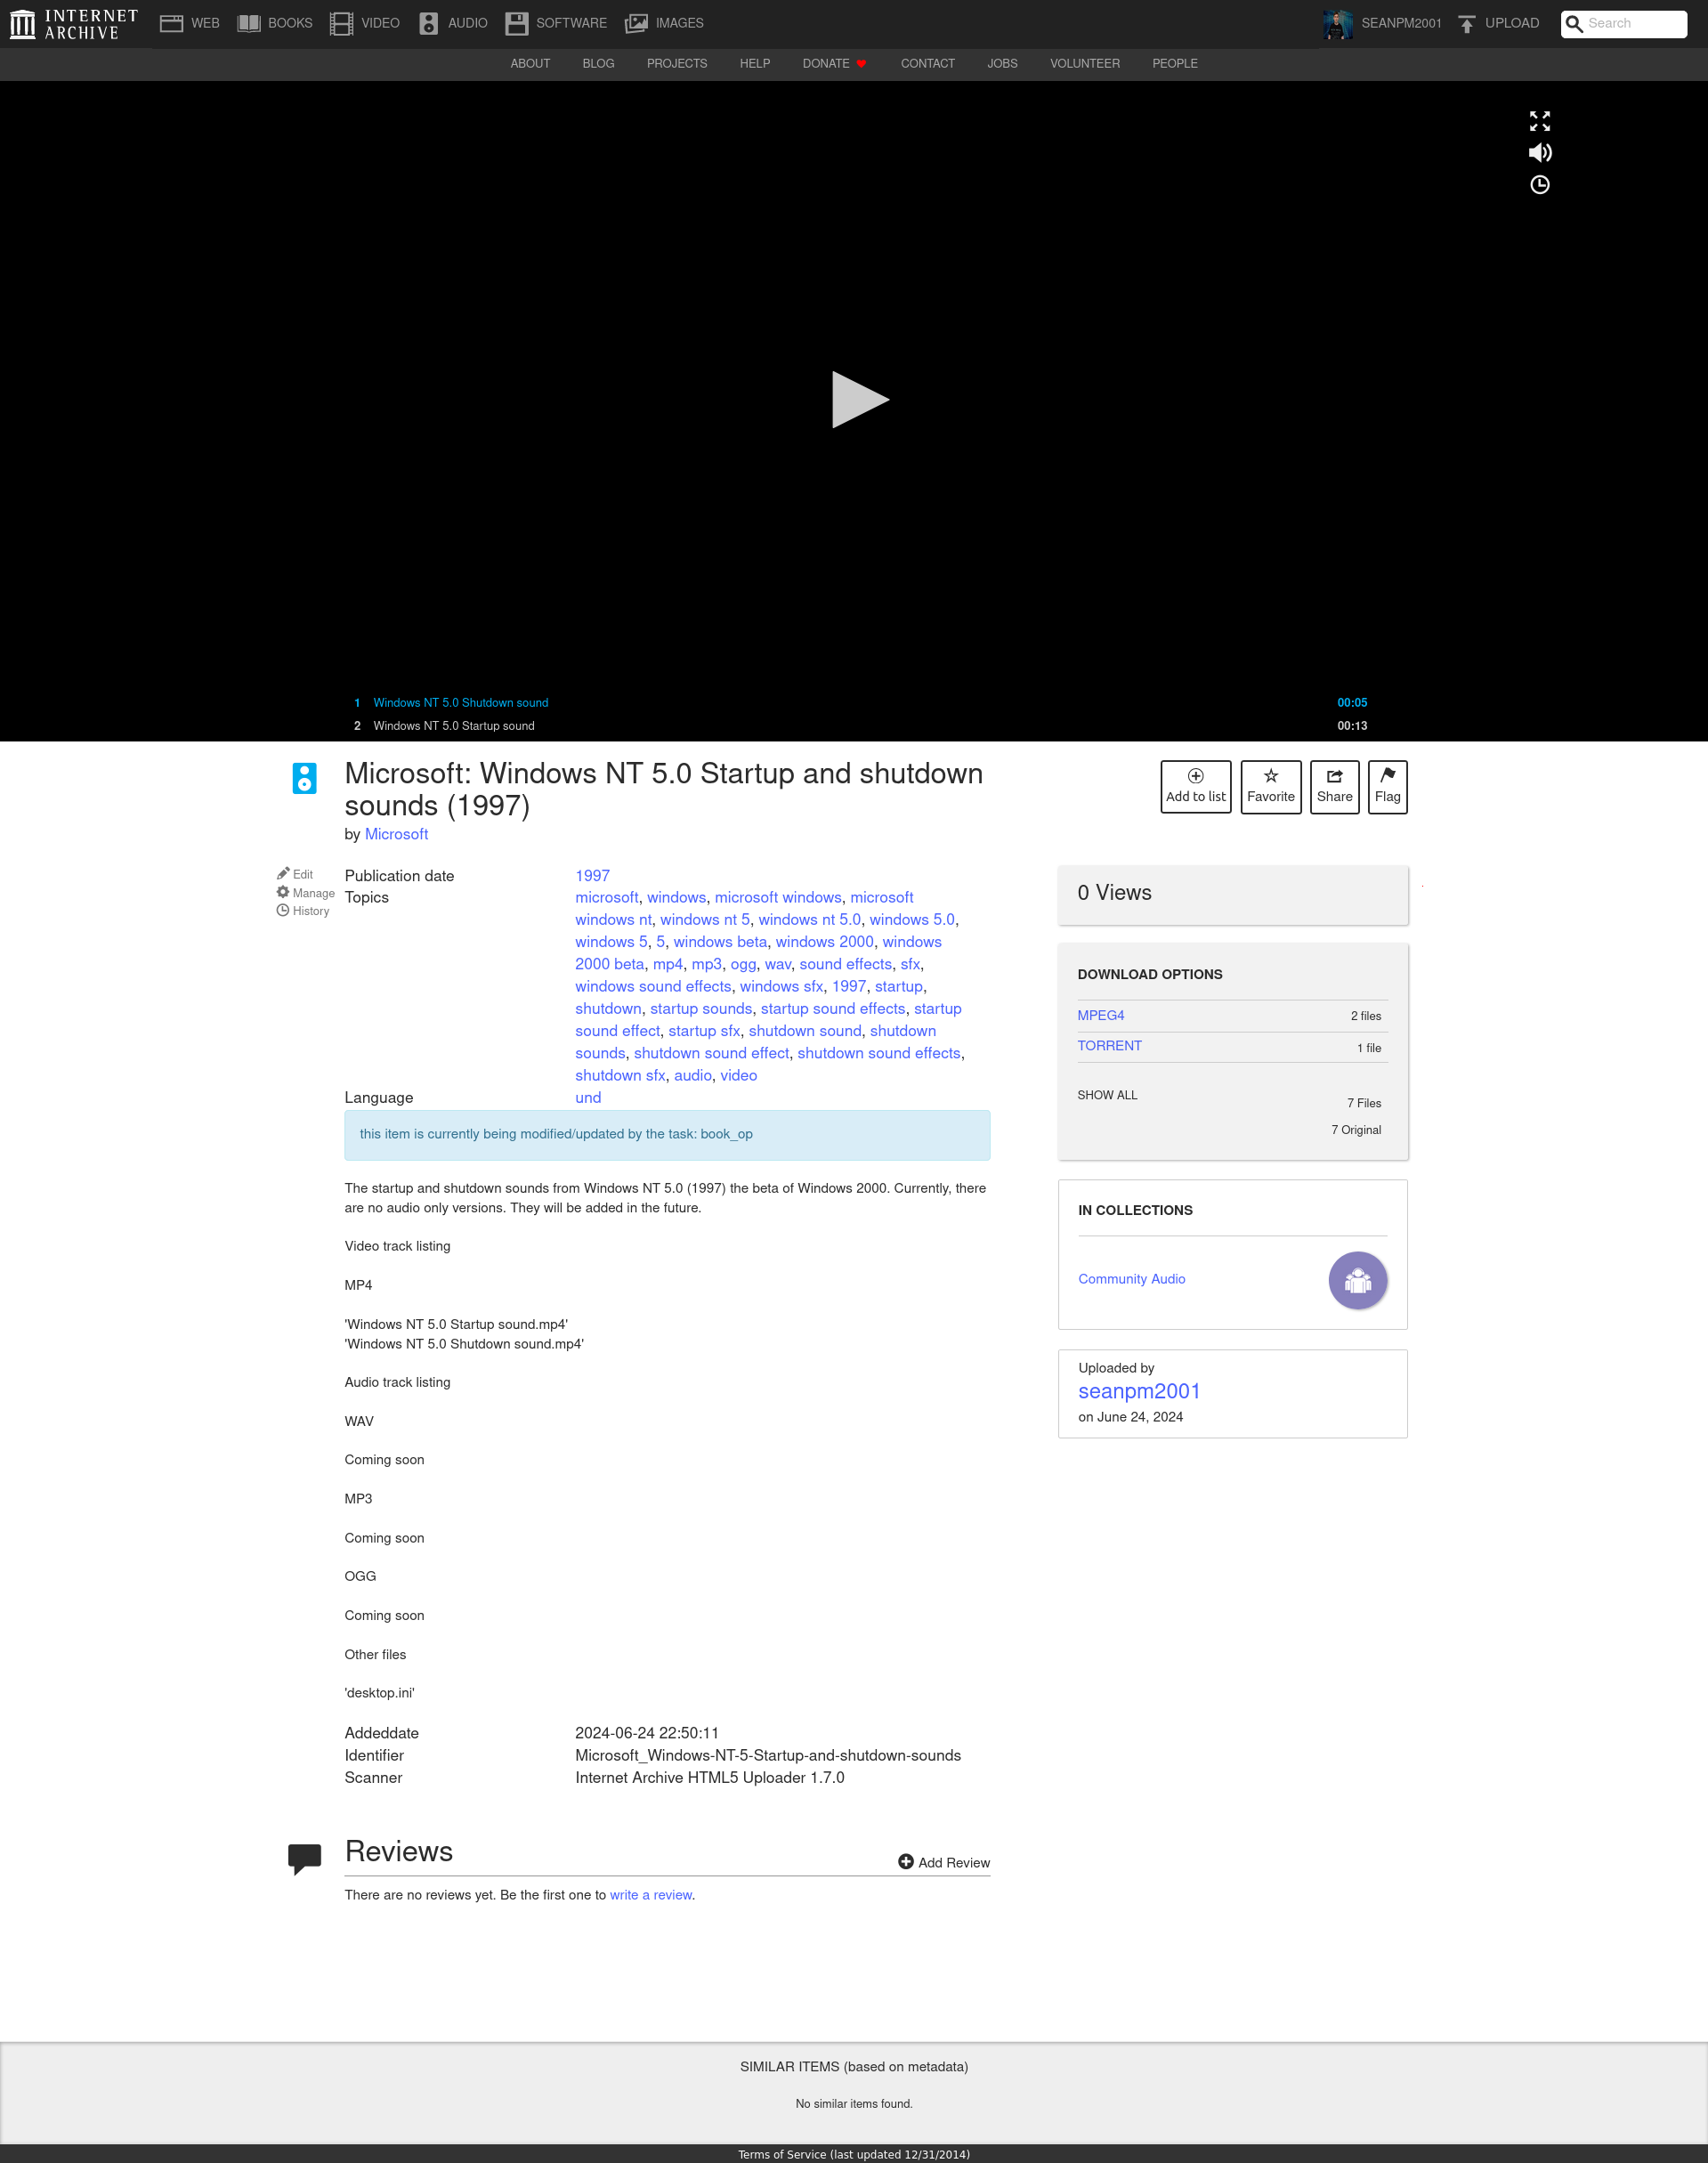 INTERNET ARCHIVE
WEB BOOKS VIDEO AUDIO SOFTWARE IMAGES SEANPM2001 UPLOAD Search
ABOUT BLOG PROJECTS HELP DONATE CONTACT JOBS VOLUNTEER PEOPLE
1 Windows NT 5.0 Shutdown sound 00:05
2 Windows NT 5.0 Startup sound 00:13
Microsoft: Windows NT 5.0 Startup and shutdown
sounds (1997)
by Microsoft
Add to list Favorite Share Flag
Edit
Manage
History
Publication date 1997
Topics microsoft, windows, microsoft windows, microsoft
windows nt, windows nt 5, windows nt 5.0, windows 5.0,
windows 5, 5, windows beta, windows 2000, windows
2000 beta, mp4, mp3, ogg, wav, sound effects, sfx,
windows sound effects, windows sfx, 1997, startup,
shutdown, startup sounds, startup sound effects, startup
sound effect, startup sfx, shutdown sound, shutdown
sounds, shutdown sound effect, shutdown sound effects,
shutdown sfx, audio, video
Language und
this item is currently being modified/updated by the task: book_op
The startup and shutdown sounds from Windows NT 5.0 (1997) the beta of Windows 2000. Currently, there
are no audio only versions. They will be added in the future.
Video track listing
MP4
'Windows NT 5.0 Startup sound.mp4'
'Windows NT 5.0 Shutdown sound.mp4'
Audio track listing
WAV
Coming soon
MP3
Coming soon
OGG
Coming soon
Other files
'desktop.ini'
Addeddate 2024-06-24 22:50:11
Identifier Microsoft_Windows-NT-5-Startup-and-shutdown-sounds
Scanner Internet Archive HTML5 Uploader 1.7.0
0 Views
DOWNLOAD OPTIONS
MPEG4 2 files
TORRENT 1 file
SHOW ALL 7 Files
7 Original
IN COLLECTIONS
Community Audio
Uploaded by
seanpm2001
on June 24, 2024
Reviews
Add Review
There are no reviews yet. Be the first one to write a review.
SIMILAR ITEMS (based on metadata)
No similar items found.
Terms of Service (last updated 12/31/2014)